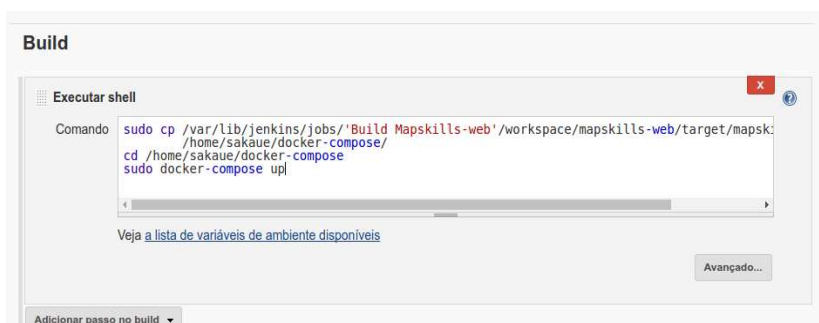 Build
X
Executar shell
Comando
sudo cp /var/lib/jenkins/jobs/'Build Mapskills-web'/workspace/mapskills-web/target/mapski
/home/sakaue/docker-compose/
cd /home/sakaue/docker-compose
sudo docker-compose up
Veja a lista de variáveis de ambiente disponíveis
Avançado...
Adicionar passo no build